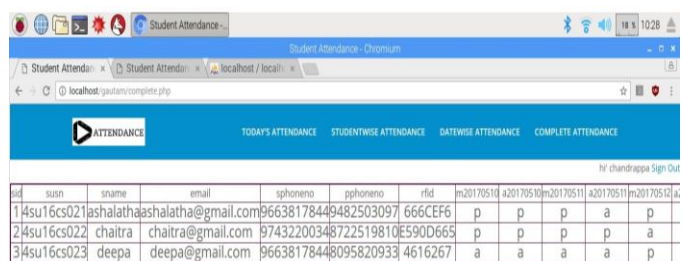 Student Attendance -...
18 % 10:28
Student Attendance - Chromium
Student Attendan × Student Attendan × localhost / localh ×
localhost/gautam/complete.php
ATTENDANCE TODAY'S ATTENDANCE STUDENTWISE ATTENDANCE DATEWISE ATTENDANCE COMPLETE ATTENDANCE
hi' chandrappa Sign Out
sid susn sname email sphoneno pphoneno rfid m20170510 a20170510 m20170511 a20170511 m20170512 a2
1 4su16cs021 ashalatha ashalatha@gmail.com 9663817844 9482503097 666CEF6 p p p a p
2 4su16cs022 chaitra chaitra@gmail.com 9743220034 8722519810 E590D665 p p p p a
3 4su16cs023 deepa deepa@gmail.com 9663817844 8095820933 4616267 a a a a p